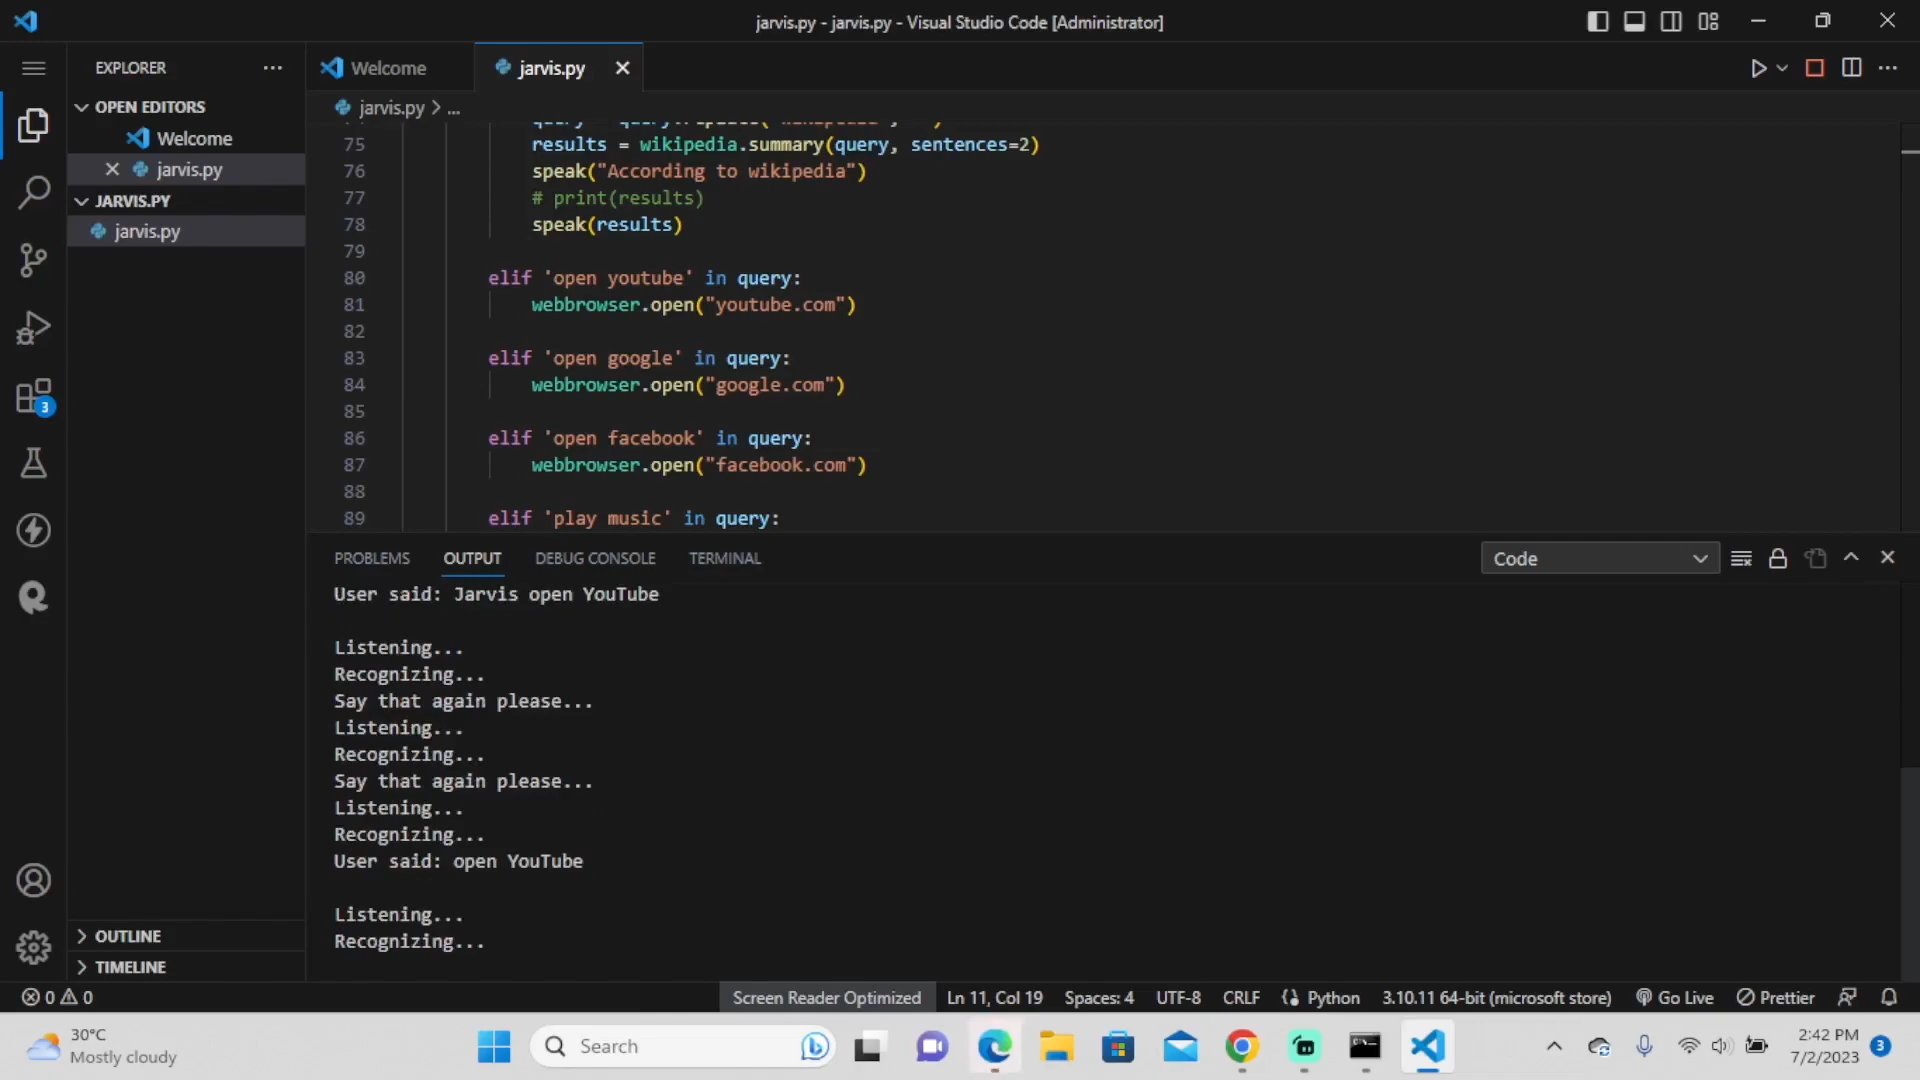 jarvis.py - jarvis.py - Visual Studio Code [Administrator]
EXPLORER
OPEN EDITORS
Welcome
jarvis.py
JARVIS.PY
jarvis.py
OUTLINE
TIMELINE
Welcome
jarvis.py
jarvis.py > ...
75 results = wikipedia.summary(query, sentences=2)
76 speak("According to wikipedia")
77 # print(results)
78 speak(results)
79
80 elif 'open youtube' in query:
81 webbrowser.open("youtube.com")
82
83 elif 'open google' in query:
84 webbrowser.open("google.com")
85
86 elif 'open facebook' in query:
87 webbrowser.open("facebook.com")
88
89 elif 'play music' in query:
PROBLEMS OUTPUT DEBUG CONSOLE TERMINAL
Code
User said: Jarvis open YouTube
Listening...
Recognizing...
Say that again please...
Listening...
Recognizing...
Say that again please...
Listening...
Recognizing...
User said: open YouTube
Listening...
Recognizing...
3
0 0
Screen Reader Optimized Ln 11, Col 19 Spaces: 4 UTF-8 CRLF Python 3.10.11 64-bit (microsoft store) Go Live Prettier
30°C
Mostly cloudy
Search
2:42 PM
7/2/2023
3